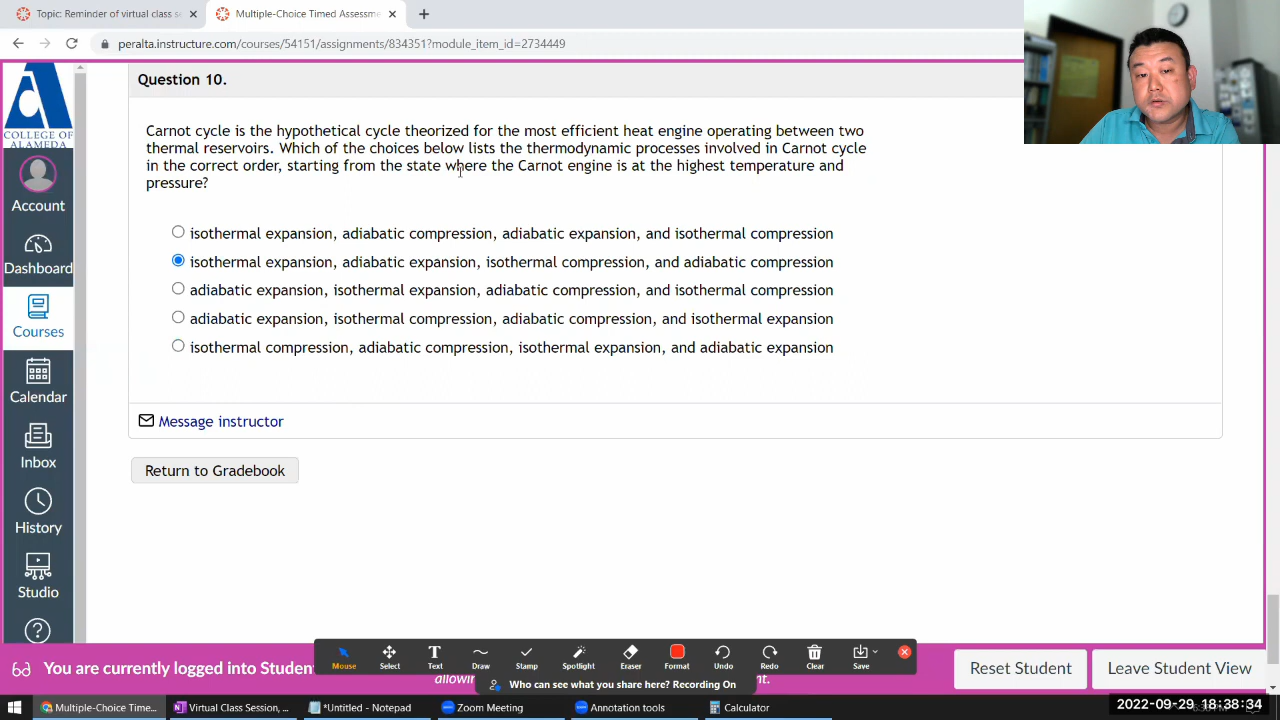 Topic: Reminder of virtual class se
Multiple-Choice Timed Assessme
peralta.instructure.com/courses/54151/assignments/834351?module_item_id=2734449
COLLEGE OF
ALAMEDA
Account
Dashboard
Courses
Calendar
Inbox
History
Studio
Question 10.
Carnot cycle is the hypothetical cycle theorized for the most efficient heat engine operating between two
thermal reservoirs. Which of the choices below lists the thermodynamic processes involved in Carnot cycle
in the correct order, starting from the state where the Carnot engine is at the highest temperature and
pressure?
isothermal expansion, adiabatic compression, adiabatic expansion, and isothermal compression
isothermal expansion, adiabatic expansion, isothermal compression, and adiabatic compression
adiabatic expansion, isothermal expansion, adiabatic compression, and isothermal compression
adiabatic expansion, isothermal compression, adiabatic compression, and isothermal expansion
isothermal compression, adiabatic compression, isothermal expansion, and adiabatic expansion
Message instructor
Return to Gradebook
You are currently logged into Studen
Mouse
Select
Text
Draw
Stamp
Spotlight
Eraser
Format
Undo
Redo
Clear
Save
Who can see what you share here? Recording On
Reset Student
Leave Student View
Multiple-Choice Time...
Virtual Class Session, ...
*Untitled - Notepad
Zoom Meeting
Annotation tools
Calculator
2022-09-29 18:38:34